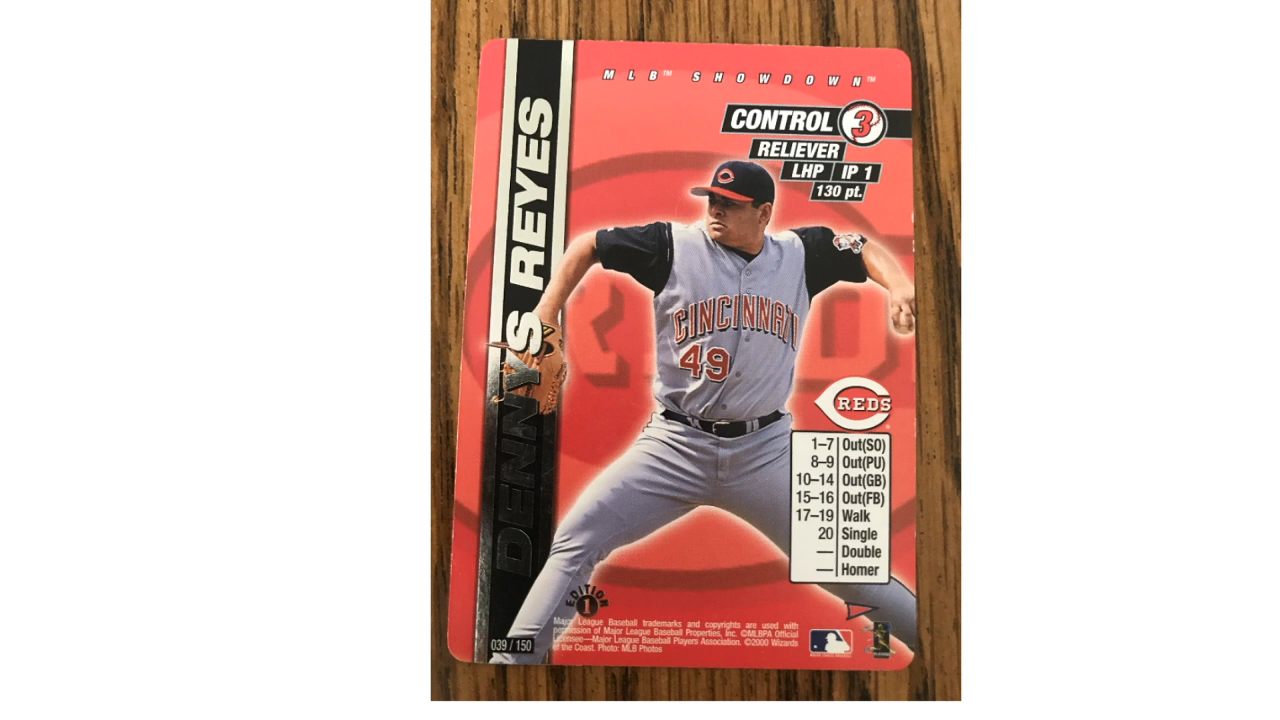 MLB™ SHOWDOWN™
DENNYS REYES
CONTROL 3
RELIEVER
LHP IP 1
130 pt.
CINCINNATI
49
REDS
1–7 Out(SO)
8–9 Out(PU)
10–14 Out(GB)
15–16 Out(FB)
17–19 Walk
20 Single
— Double
— Homer
EDITION
1
Major League Baseball trademarks and copyrights are used with
permission of Major League Baseball Properties, Inc. ©MLBPA Official
Licensee—Major League Baseball Players Association, ©2000 Wizards
of the Coast. Photo: MLB Photos
039 / 150